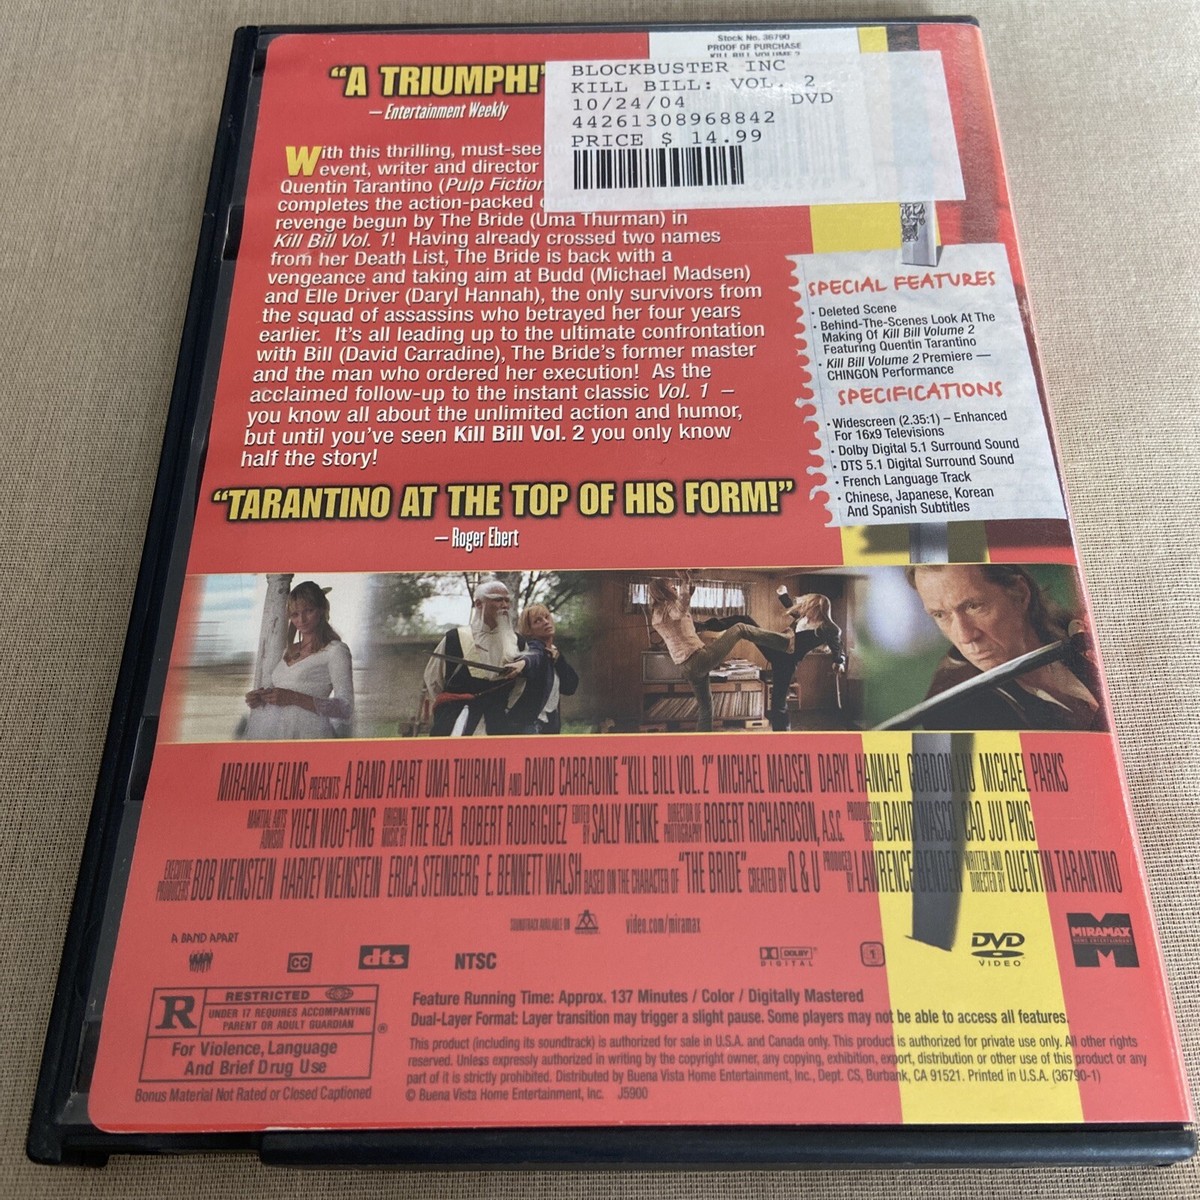 Stock No. 36790
PROOF OF PURCHASE
KILL BILL VOLUME 2
BLOCKBUSTER INC
KILL BILL: VOL. 2
10/24/04 DVD
44261308968842
PRICE $ 14.99
“A TRIUMPH!”
– Entertainment Weekly
With this thrilling, must-see
event, writer and director
Quentin Tarantino (Pulp Fiction
completes the action-packed
revenge begun by The Bride (Uma Thurman) in
Kill Bill Vol. 1! Having already crossed two names
from her Death List, The Bride is back with a
vengeance and taking aim at Budd (Michael Madsen)
and Elle Driver (Daryl Hannah), the only survivors from
the squad of assassins who betrayed her four years
earlier. It's all leading up to the ultimate confrontation
with Bill (David Carradine), The Bride's former master
and the man who ordered her execution! As the
acclaimed follow-up to the instant classic Vol. 1 –
you know all about the unlimited action and humor,
but until you've seen Kill Bill Vol. 2 you only know
half the story!
“TARANTINO AT THE TOP OF HIS FORM!”
– Roger Ebert
SPECIAL FEATURES
• Deleted Scene
• Behind-The-Scenes Look At The
Making Of Kill Bill Volume 2
Featuring Quentin Tarantino
• Kill Bill Volume 2 Premiere —
CHINGON Performance
SPECIFICATIONS
• Widescreen (2.35:1) – Enhanced
For 16x9 Televisions
• Dolby Digital 5.1 Surround Sound
• DTS 5.1 Digital Surround Sound
• French Language Track
• Chinese, Japanese, Korean
And Spanish Subtitles
MIRAMAX FILMS PRESENTS A BAND APART UMA THURMAN AND DAVID CARRADINE "KILL BILL VOL. 2" MICHAEL MADSEN DARYL HANNAH GORDON LIU MICHAEL PARKS
MARTIAL ARTS ADVISOR YUEN WOO-PING ORIGINAL MUSIC BY THE RZA ROBERT RODRIGUEZ EDITED BY SALLY MENKE DIRECTOR OF PHOTOGRAPHY ROBERT RICHARDSON, A.S.C. PRODUCTION DESIGN DAVID WASCO CAO JUI PING
EXECUTIVE PRODUCERS BOB WEINSTEIN HARVEY WEINSTEIN ERICA STEINBERG E. BENNETT WALSH BASED ON THE CHARACTER OF "THE BRIDE" CREATED BY Q & U PRODUCED BY LAWRENCE BENDER WRITTEN AND DIRECTED BY QUENTIN TARANTINO
SOUNDTRACK AVAILABLE ON video.com/miramax
A BAND APART
CC
dts
NTSC
DOLBY DIGITAL
1
DVD VIDEO
MIRAMAX HOME ENTERTAINMENT
R RESTRICTED
UNDER 17 REQUIRES ACCOMPANYING
PARENT OR ADULT GUARDIAN
For Violence, Language
And Brief Drug Use
Bonus Material Not Rated or Closed Captioned
Feature Running Time: Approx. 137 Minutes / Color / Digitally Mastered
Dual-Layer Format: Layer transition may trigger a slight pause. Some players may not be able to access all features.
This product (including its soundtrack) is authorized for sale in U.S.A. and Canada only. This product is authorized for private use only. All other rights
reserved. Unless expressly authorized in writing by the copyright owner, any copying, exhibition, export, distribution or other use of this product or any
part of it is strictly prohibited. Distributed by Buena Vista Home Entertainment, Inc., Dept. CS, Burbank, CA 91521. Printed in U.S.A. (36790-1)
© Buena Vista Home Entertainment, Inc. J5900